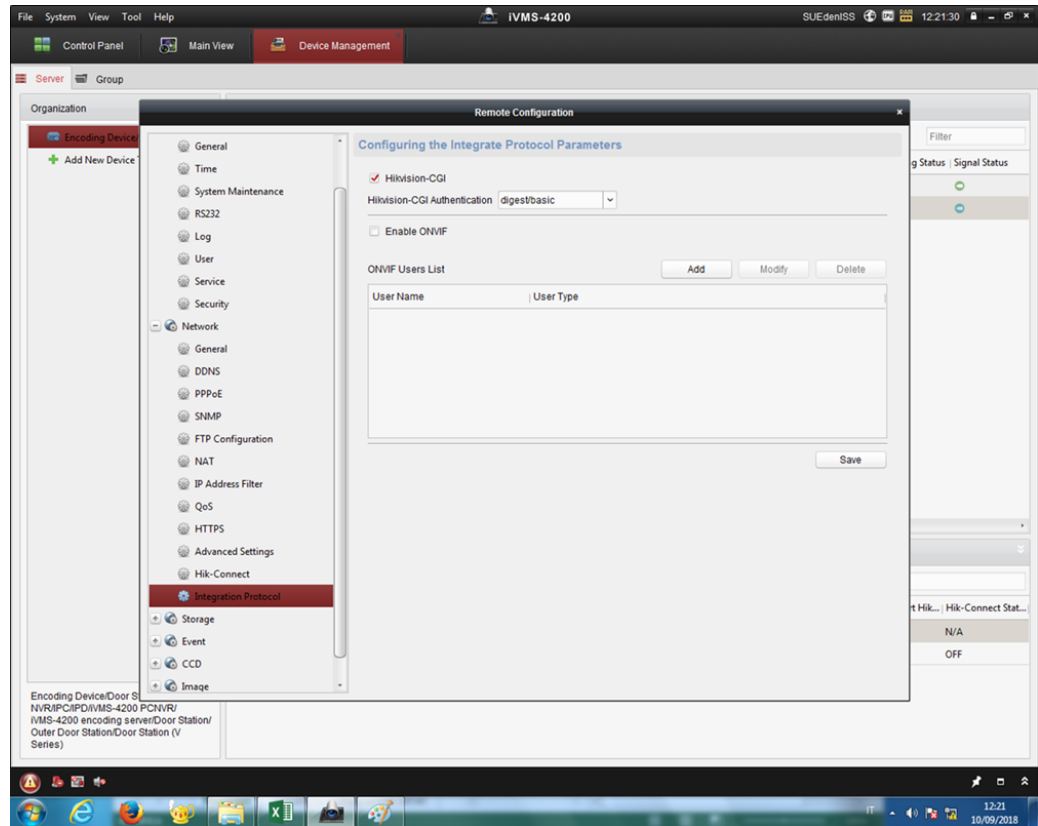 File System View Tool Help
iVMS-4200
SUEdenISS
12:21:30
Control Panel
Main View
Device Management
Server
Group
Organization
Encoding Device/
Add New Device
Filter
g Status
Signal Status
Remote Configuration
General
Time
System Maintenance
RS232
Log
User
Service
Security
Network
General
DDNS
PPPoE
SNMP
FTP Configuration
NAT
IP Address Filter
QoS
HTTPS
Advanced Settings
Hik-Connect
Integration Protocol
Storage
Event
CCD
Image
Configuring the Integrate Protocol Parameters
Hikvision-CGI
Hikvision-CGI Authentication digest/basic
Enable ONVIF
ONVIF Users List
Add
Modify
Delete
User Name
User Type
Save
rt Hik...
Hik-Connect Stat...
N/A
OFF
Encoding Device/Door S
NVR/IPC/IPD/iVMS-4200 PCNVR/
iVMS-4200 encoding server/Door Station/
Outer Door Station/Door Station (V
Series)
IT
12:21
10/09/2018